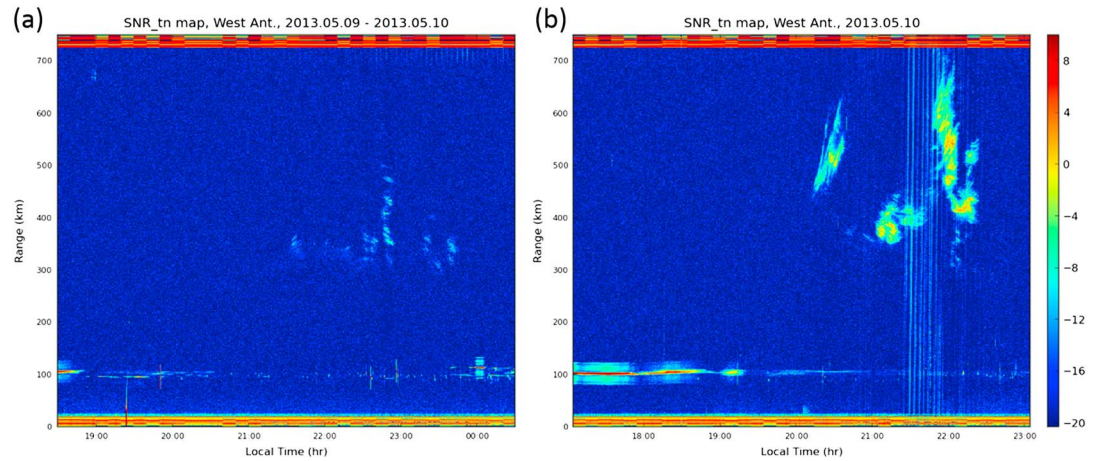 (a)
SNR_tn map, West Ant., 2013.05.09 - 2013.05.10
Range (km)
700
600
500
400
300
200
100
0
19:00 20:00 21:00 22:00 23:00 00:00
Local Time (hr)
(b)
SNR_tn map, West Ant., 2013.05.10
Range (km)
700
600
500
400
300
200
100
0
18:00 19:00 20:00 21:00 22:00 23:00
Local Time (hr)
8
4
0
−4
−8
−12
−16
−20